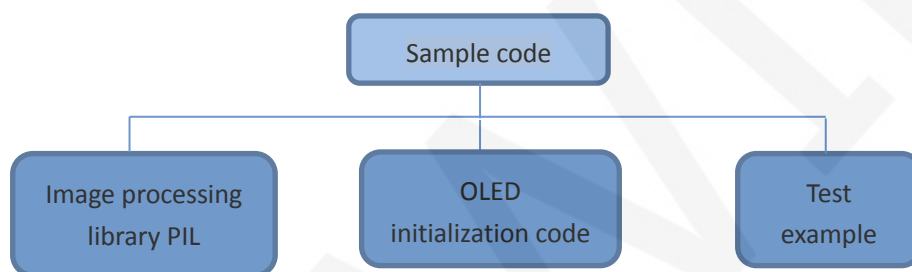 Sample code
Image processing
library PIL
OLED
initialization code
Test
example